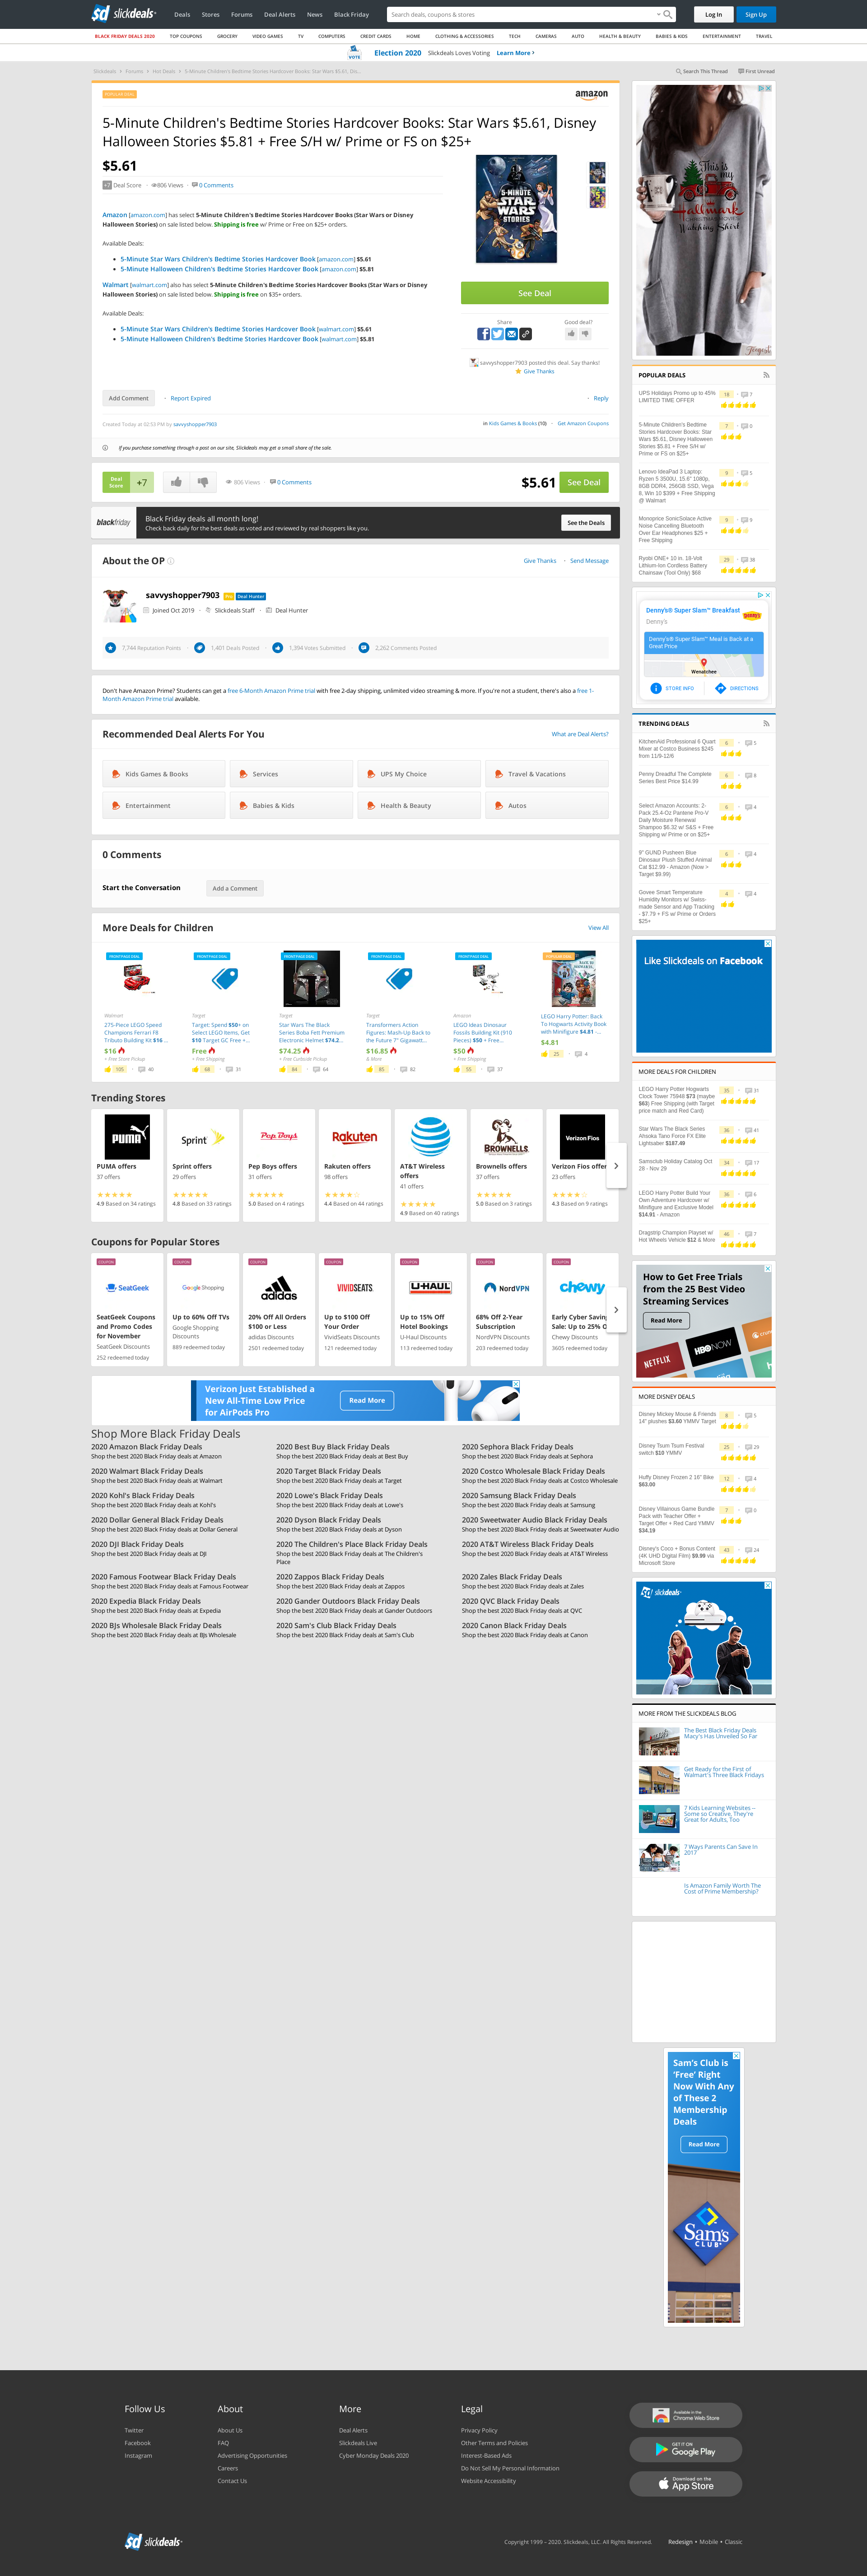 sd slickdeals
Deals Stores Forums Deal Alerts News Black Friday
Search deals, coupons & stores
Log In Sign Up
BLACK FRIDAY DEALS 2020 TOP COUPONS GROCERY VIDEO GAMES TV COMPUTERS CREDIT CARDS HOME CLOTHING & ACCESSORIES TECH CAMERAS AUTO HEALTH & BEAUTY BABIES & KIDS ENTERTAINMENT TRAVEL
VOTE Election 2020 Slickdeals Loves Voting Learn More
Slickdeals Forums Hot Deals 5-Minute Children's Bedtime Stories Hardcover Books: Star Wars $5.61, Dis...
Search This Thread First Unread
POPULAR DEAL
amazon
5-Minute Children's Bedtime Stories Hardcover Books: Star Wars $5.61, Disney
Halloween Stories $5.81 + Free S/H w/ Prime or FS on $25+
$5.61
+7 Deal Score 806 Views 0 Comments
Amazon [amazon.com] has select 5-Minute Children's Bedtime Stories Hardcover Books (Star Wars or Disney
Halloween Stories) on sale listed below. Shipping is free w/ Prime or Free on $25+ orders.
Available Deals:
5-Minute Star Wars Children's Bedtime Stories Hardcover Book [amazon.com] $5.61
5-Minute Halloween Children's Bedtime Stories Hardcover Book [amazon.com] $5.81
Walmart [walmart.com] also has select 5-Minute Children's Bedtime Stories Hardcover Books (Star Wars or Disney
Halloween Stories) on sale listed below. Shipping is free on $35+ orders.
Available Deals:
5-Minute Star Wars Children's Bedtime Stories Hardcover Book [walmart.com] $5.61
5-Minute Halloween Children's Bedtime Stories Hardcover Book [walmart.com] $5.81
5-MINUTE
STAR WARS
STORIES
See Deal
Share Good deal?
savvyshopper7903 posted this deal. Say thanks!
Give Thanks
Add Comment Report Expired Reply
Created Today at 02:53 PM by savvyshopper7903
in Kids Games & Books (10) Get Amazon Coupons
If you purchase something through a post on our site, Slickdeals may get a small share of the sale.
Deal
Score +7 806 Views 0 Comments $5.61 See Deal
blackfriday
Black Friday deals all month long!
Check back daily for the best deals as voted and reviewed by real shoppers like you.
See the Deals
About the OP
Give Thanks Send Message
savvyshopper7903 Pro Deal Hunter
Joined Oct 2019 Slickdeals Staff Deal Hunter
7,744 Reputation Points 1,401 Deals Posted 1,394 Votes Submitted 2,262 Comments Posted
Don't have Amazon Prime? Students can get a free 6-Month Amazon Prime trial with free 2-day shipping, unlimited video streaming & more. If you're not a student, there's also a free 1-
Month Amazon Prime trial available.
Recommended Deal Alerts For You
What are Deal Alerts?
Kids Games & Books Services UPS My Choice Travel & Vacations
Entertainment Babies & Kids Health & Beauty Autos
0 Comments
Start the Conversation Add a Comment
More Deals for Children
View All
FRONTPAGE DEAL
Walmart
275-Piece LEGO Speed
Champions Ferrari F8
Tributo Building Kit $16...
$16
+ Free Store Pickup
105 40
FRONTPAGE DEAL
Target
Target: Spend $50+ on
Select LEGO Items, Get
$10 Target GC Free +...
Free
+ Free Shipping
68 31
FRONTPAGE DEAL
Target
Star Wars The Black
Series Boba Fett Premium
Electronic Helmet $74.2...
$74.25
+ Free Curbside Pickup
84 64
FRONTPAGE DEAL
Target
Transformers Action
Figures: Mash-Up Back to
the Future 7" Gigawatt...
$16.85
& More
85 82
FRONTPAGE DEAL
Amazon
LEGO Ideas Dinosaur
Fossils Building Kit (910
Pieces) $50 + Free...
$50
+ Free Shipping
55 37
POPULAR DEAL
LEGO Harry Potter: Back
To Hogwarts Activity Book
with Minifigure $4.81 -...
$4.81
25 4
Trending Stores
PUMA
PUMA offers
37 offers
4.9 Based on 34 ratings
Sprint
Sprint offers
29 offers
4.8 Based on 33 ratings
Pep Boys
Pep Boys offers
31 offers
5.0 Based on 4 ratings
Rakuten
Rakuten offers
98 offers
4.4 Based on 44 ratings
AT&T Wireless
offers
41 offers
4.9 Based on 40 ratings
BROWNELLS
Brownells offers
37 offers
5.0 Based on 3 ratings
Verizon Fios
Verizon Fios offer
23 offers
4.3 Based on 9 ratings
Coupons for Popular Stores
COUPON
SeatGeek
SeatGeek Coupons
and Promo Codes
for November
SeatGeek Discounts
252 redeemed today
COUPON
Google Shopping
Up to 60% Off TVs
Google Shopping
Discounts
889 redeemed today
COUPON
adidas
20% Off All Orders
$100 or Less
adidas Discounts
2501 redeemed today
COUPON
VIVIDSEATS
Up to $100 Off
Your Order
VividSeats Discounts
121 redeemed today
COUPON
U-HAUL
Up to 15% Off
Hotel Bookings
U-Haul Discounts
113 redeemed today
COUPON
NordVPN
68% Off 2-Year
Subscription
NordVPN Discounts
203 redeemed today
COUPON
chewy
Early Cyber Saving
Sale: Up to 25% O
Chewy Discounts
3605 redeemed today
Verizon Just Established a
New All-Time Low Price
for AirPods Pro
Read More
Shop More Black Friday Deals
2020 Amazon Black Friday Deals
Shop the best 2020 Black Friday deals at Amazon
2020 Best Buy Black Friday Deals
Shop the best 2020 Black Friday deals at Best Buy
2020 Sephora Black Friday Deals
Shop the best 2020 Black Friday deals at Sephora
2020 Walmart Black Friday Deals
Shop the best 2020 Black Friday deals at Walmart
2020 Target Black Friday Deals
Shop the best 2020 Black Friday deals at Target
2020 Costco Wholesale Black Friday Deals
Shop the best 2020 Black Friday deals at Costco Wholesale
2020 Kohl's Black Friday Deals
Shop the best 2020 Black Friday deals at Kohl's
2020 Lowe's Black Friday Deals
Shop the best 2020 Black Friday deals at Lowe's
2020 Samsung Black Friday Deals
Shop the best 2020 Black Friday deals at Samsung
2020 Dollar General Black Friday Deals
Shop the best 2020 Black Friday deals at Dollar General
2020 Dyson Black Friday Deals
Shop the best 2020 Black Friday deals at Dyson
2020 Sweetwater Audio Black Friday Deals
Shop the best 2020 Black Friday deals at Sweetwater Audio
2020 DJI Black Friday Deals
Shop the best 2020 Black Friday deals at DJI
2020 The Children's Place Black Friday Deals
Shop the best 2020 Black Friday deals at The Children's
Place
2020 AT&T Wireless Black Friday Deals
Shop the best 2020 Black Friday deals at AT&T Wireless
2020 Famous Footwear Black Friday Deals
Shop the best 2020 Black Friday deals at Famous Footwear
2020 Zappos Black Friday Deals
Shop the best 2020 Black Friday deals at Zappos
2020 Zales Black Friday Deals
Shop the best 2020 Black Friday deals at Zales
2020 Expedia Black Friday Deals
Shop the best 2020 Black Friday deals at Expedia
2020 Gander Outdoors Black Friday Deals
Shop the best 2020 Black Friday deals at Gander Outdoors
2020 QVC Black Friday Deals
Shop the best 2020 Black Friday deals at QVC
2020 BJs Wholesale Black Friday Deals
Shop the best 2020 Black Friday deals at BJs Wholesale
2020 Sam's Club Black Friday Deals
Shop the best 2020 Black Friday deals at Sam's Club
2020 Canon Black Friday Deals
Shop the best 2020 Black Friday deals at Canon
This is my
Hallmark
CHRISTMAS MOVIE
Watching Shirt
POPULAR DEALS
UPS Holidays Promo up to 45%
LIMITED TIME OFFER
18 7
5-Minute Children's Bedtime
Stories Hardcover Books: Star
Wars $5.61, Disney Halloween
Stories $5.81 + Free S/H w/
Prime or FS on $25+
7 0
Lenovo IdeaPad 3 Laptop:
Ryzen 5 3500U, 15.6" 1080p,
8GB DDR4, 256GB SSD, Vega
8, Win 10 $399 + Free Shipping
@ Walmart
9 5
Monoprice SonicSolace Active
Noise Cancelling Bluetooth
Over Ear Headphones $25 +
Free Shipping
9 9
Ryobi ONE+ 10 in. 18-Volt
Lithium-Ion Cordless Battery
Chainsaw (Tool Only) $68
29 38
Denny's® Super Slam™ Breakfast
Denny's
Denny's® Super Slam™ Meal is Back at a
Great Price
Wenatchee
STORE INFO DIRECTIONS
TRENDING DEALS
KitchenAid Professional 6 Quart
Mixer at Costco Business $245
from 11/9-12/6
6 5
Penny Dreadful The Complete
Series Best Price $14.99
6 8
Select Amazon Accounts: 2-
Pack 25.4-Oz Pantene Pro-V
Daily Moisture Renewal
Shampoo $6.32 w/ S&S + Free
Shipping w/ Prime or on $25+
6 4
9" GUND Pusheen Blue
Dinosaur Plush Stuffed Animal
Cat $12.99 - Amazon (Now >
Target $9.99)
6 4
Govee Smart Temperature
Humidity Monitors w/ Swiss-
made Sensor and App Tracking
- $7.79 + FS w/ Prime or Orders
$25+
4 4
Like Slickdeals on Facebook
MORE DEALS FOR CHILDREN
LEGO Harry Potter Hogwarts
Clock Tower 75948 $73 (maybe
$63) Free Shipping (with Target
price match and Red Card)
35 31
Star Wars The Black Series
Ahsoka Tano Force FX Elite
Lightsaber $187.49
36 41
Samsclub Holiday Catalog Oct
28 - Nov 29
34 17
LEGO Harry Potter Build Your
Own Adventure Hardcover w/
Minifigure and Exclusive Model
$14.91 - Amazon
36 6
Dragstrip Champion Playset w/
Hot Wheels Vehicle $12 & More
46 7
How to Get Free Trials
from the 25 Best Video
Streaming Services
Read More
NETFLIX HBO NOW
MORE DISNEY DEALS
Disney Mickey Mouse & Friends
14" plushes $3.60 YMMV Target
8 5
Disney Tsum Tsum Festival
switch $10 YMMV
25 29
Huffy Disney Frozen 2 16" Bike
$63.00
12 4
Disney Villainous Game Bundle
Pack with Teacher Offer +
Target Offer + Red Card YMMV
$34.19
7 0
Disney's Coco + Bonus Content
(4K UHD Digital Film) $9.99 via
Microsoft Store
43 24
sd slickdeals
MORE FROM THE SLICKDEALS BLOG
The Best Black Friday Deals
Macy's Has Unveiled So Far
Get Ready for the First of
Walmart's Three Black Fridays
7 Kids Learning Websites —
Some so Creative, They're
Great for Adults, Too
7 Ways Parents Can Save In
2017
Is Amazon Family Worth The
Cost of Prime Membership?
Sam's Club is
‘Free’ Right
Now With Any
of These 2
Membership
Deals
Read More
Sam's
CLUB
Follow Us About More Legal
Twitter
Facebook
Instagram
About Us
FAQ
Advertising Opportunities
Careers
Contact Us
Deal Alerts
Slickdeals Live
Cyber Monday Deals 2020
Privacy Policy
Other Terms and Policies
Interest-Based Ads
Do Not Sell My Personal Information
Website Accessibility
Available in the
Chrome Web Store
GET IT ON
Google Play
Download on the
App Store
sd slickdeals
Copyright 1999 – 2020. Slickdeals, LLC. All Rights Reserved. Redesign • Mobile • Classic